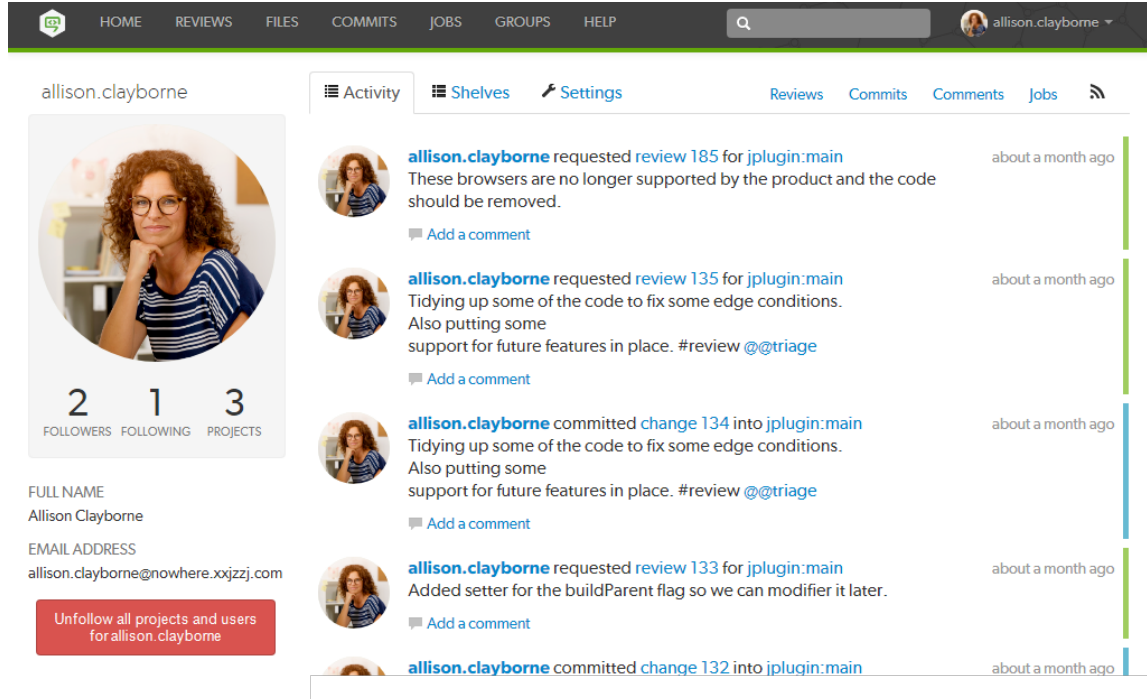 HOME REVIEWS FILES COMMITS JOBS GROUPS HELP allison.clayborne
allison.clayborne
Activity Shelves Settings Reviews Commits Comments Jobs
2 1 3
FOLLOWERS FOLLOWING PROJECTS
FULL NAME
Allison Clayborne
EMAIL ADDRESS
allison.clayborne@nowhere.xxjzzj.com
Unfollow all projects and users
for allison.clayborne
allison.clayborne requested review 185 for jplugin:main about a month ago
These browsers are no longer supported by the product and the code
should be removed.
Add a comment
allison.clayborne requested review 135 for jplugin:main about a month ago
Tidying up some of the code to fix some edge conditions.
Also putting some
support for future features in place. #review @@triage
Add a comment
allison.clayborne committed change 134 into jplugin:main about a month ago
Tidying up some of the code to fix some edge conditions.
Also putting some
support for future features in place. #review @@triage
Add a comment
allison.clayborne requested review 133 for jplugin:main about a month ago
Added setter for the buildParent flag so we can modifier it later.
Add a comment
allison.clayborne committed change 132 into jplugin:main about a month ago